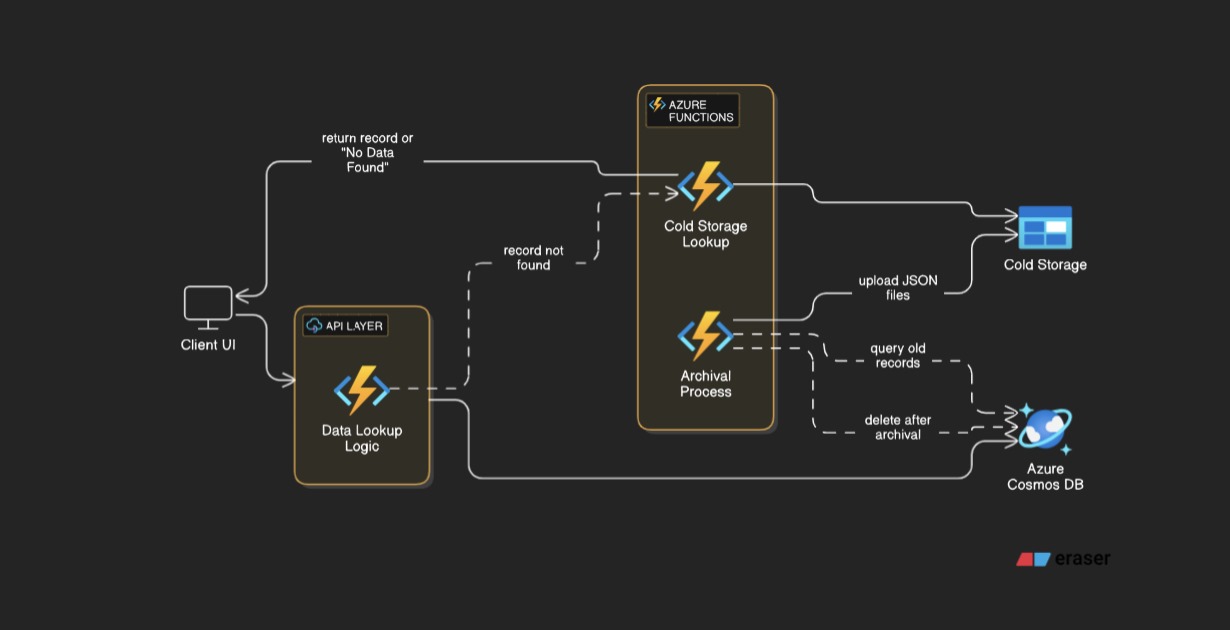 AZURE
FUNCTIONS
return record or
"No Data
Found"
Cold Storage
Lookup
record not
found
Cold Storage
upload JSON
files
Client UI
API LAYER
query old
records
Archival
Process
Data Lookup
Logic
delete after
archival
Azure
Cosmos DB
eraser